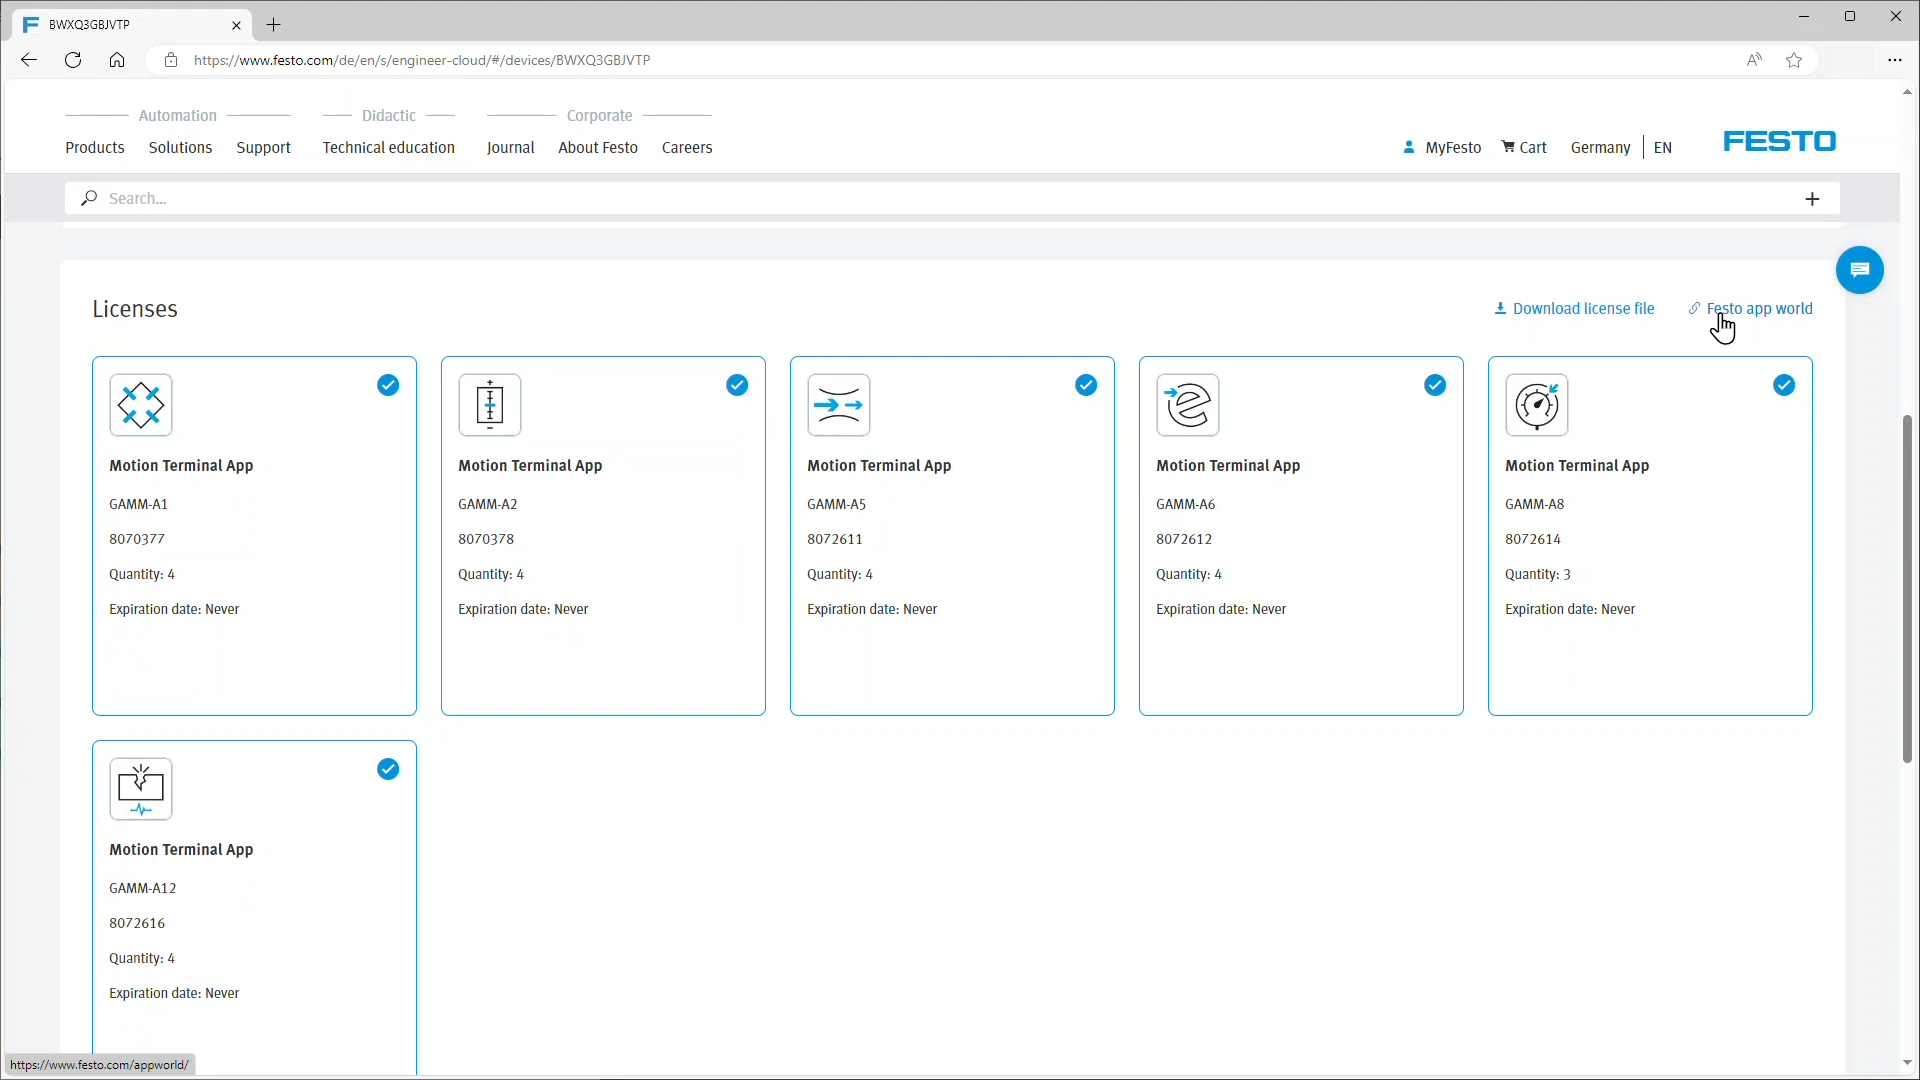 BWXQ3GBJVTP
https://www.festo.com/de/en/s/engineer-cloud/#/devices/BWXQ3GBJVTP
Automation Didactic Corporate
Products Solutions Support Technical education Journal About Festo Careers
MyFesto Cart Germany EN
FESTO
Search...
Licenses
Download license file Festo app world
Motion Terminal App
GAMM-A1
8070377
Quantity: 4
Expiration date: Never
Motion Terminal App
GAMM-A2
8070378
Quantity: 4
Expiration date: Never
Motion Terminal App
GAMM-A5
8072611
Quantity: 4
Expiration date: Never
Motion Terminal App
GAMM-A6
8072612
Quantity: 4
Expiration date: Never
Motion Terminal App
GAMM-A8
8072614
Quantity: 3
Expiration date: Never
Motion Terminal App
GAMM-A12
8072616
Quantity: 4
Expiration date: Never
https://www.festo.com/appworld/